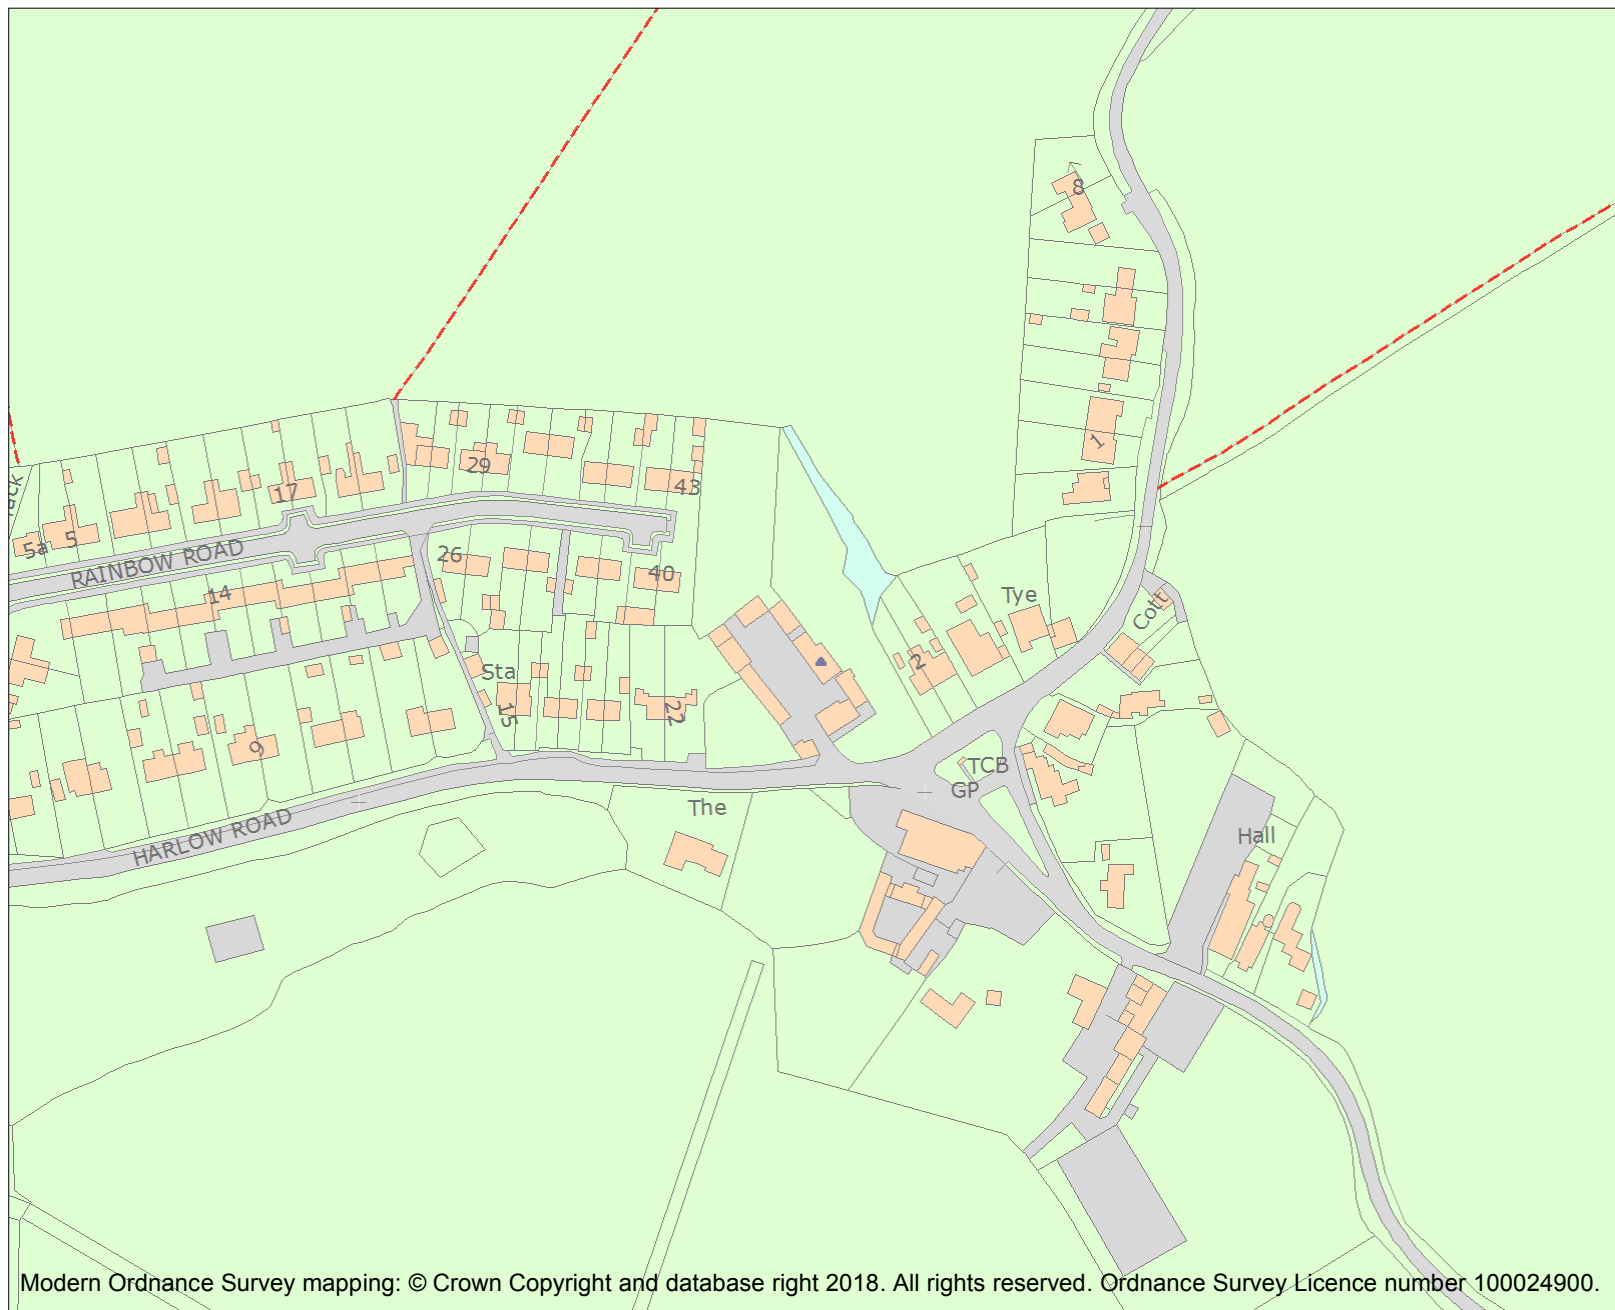 8
1
29
17
43
5a
5
RAINBOW ROAD
26
14
40
Tye
Cott
2
Sta
15
22
9
TCB
GP
The
HARLOW ROAD
Hall
Modern Ordnance Survey mapping: © Crown Copyright and database right 2018. All rights reserved. Ordnance Survey Licence number 100024900.